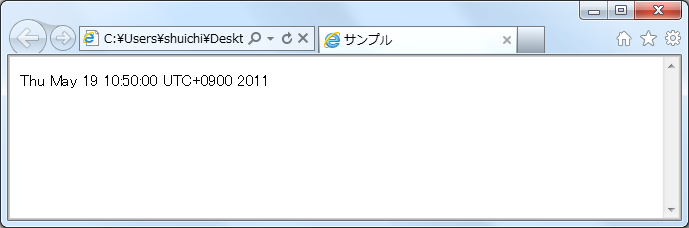 C:¥Users¥shuichi¥Deskt
サンプル
Thu May 19 10:50:00 UTC+0900 2011